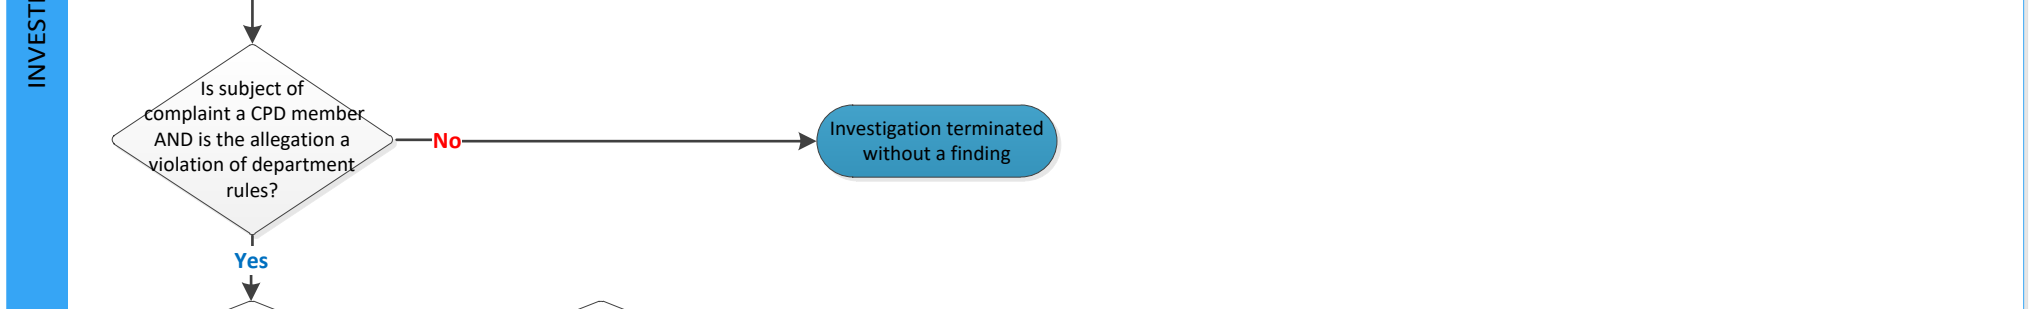 INVESTI
Is subject of
complaint a CPD member
AND is the allegation a
violation of department
rules?
No
Investigation terminated
without a finding
Yes